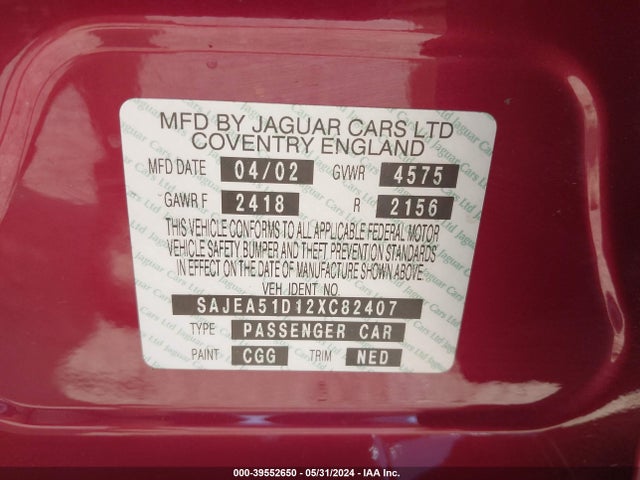 MFD BY JAGUAR CARS LTD
COVENTRY ENGLAND
MFD DATE 04/02 GVWR 4575
GAWR F 2418 R 2156
THIS VEHICLE CONFORMS TO ALL APPLICABLE FEDERAL MOTOR
VEHICLE SAFETY, BUMPER AND THEFT PREVENTION STANDARDS
IN EFFECT ON THE DATE OF MANUFACTURE SHOWN ABOVE.
VEH IDENT NO.
SAJEA51D12XC82407
TYPE PASSENGER CAR
PAINT CGG TRIM NED
000-39552650 - 05/31/2024 - IAA Inc.